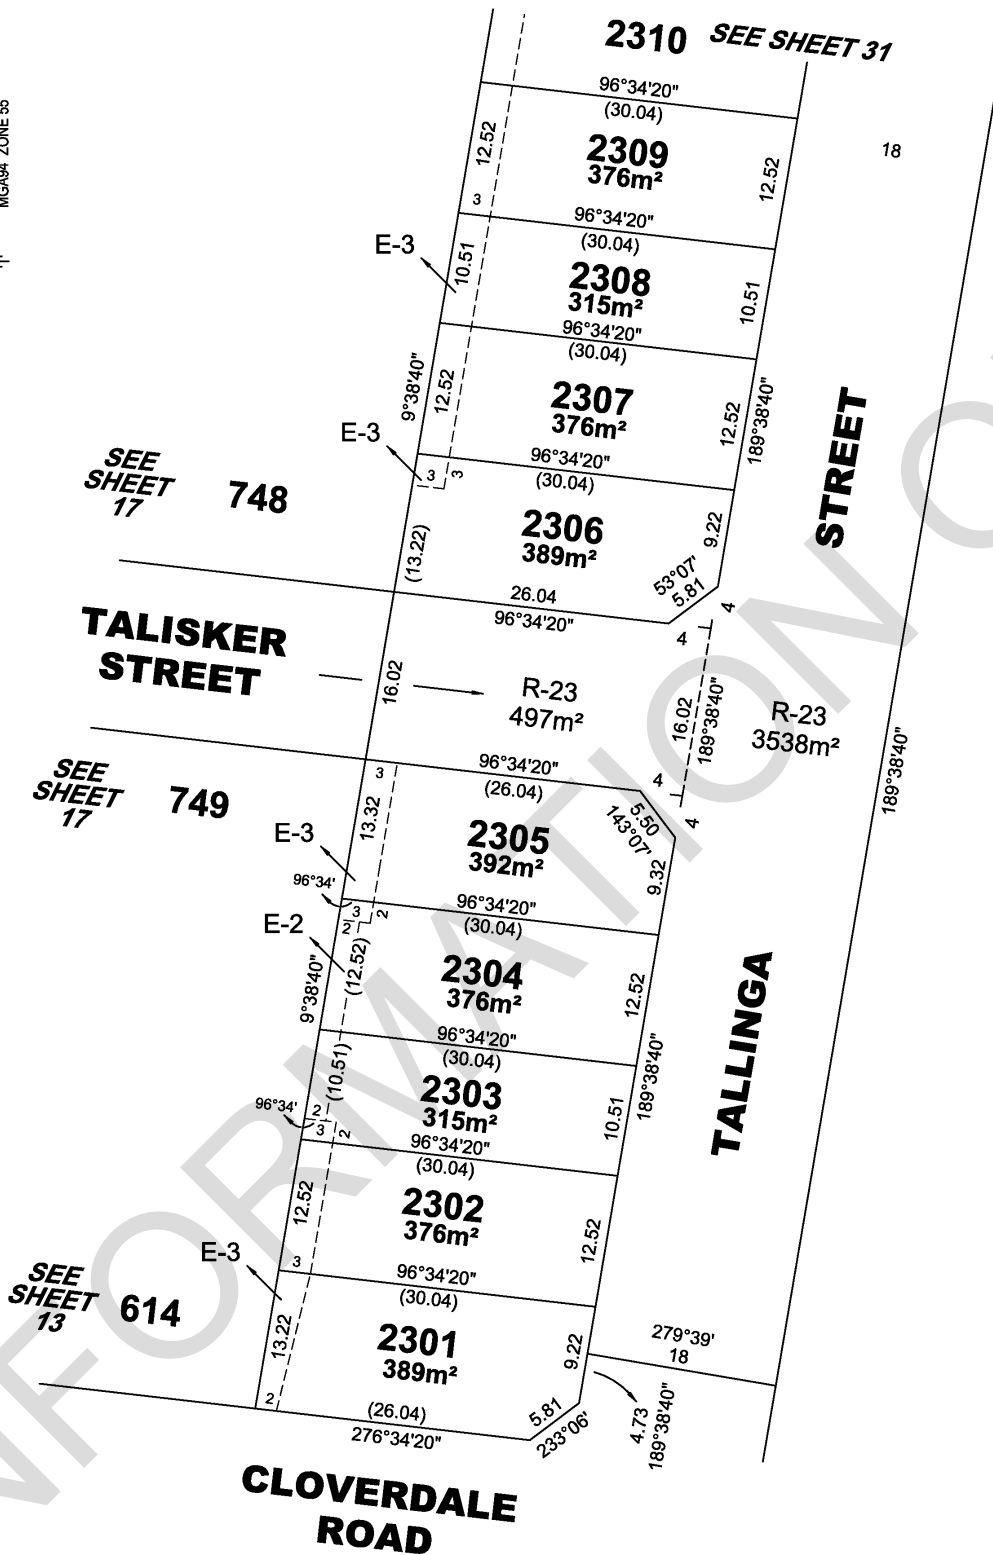 2310 SEE SHEET 31
MGA94 ZONE 55
96°34'20"
(30.04)
12.52
2309
376m²
12.52
18
3
96°34'20"
(30.04)
E-3
10.51
2308
315m²
10.51
96°34'20"
(30.04)
9°38'40"
12.52
2307
376m²
12.52
189°38'40"
STREET
E-3
96°34'20"
(30.04)
3
3
SEE
SHEET
17
748
2306
389m²
9.22
(13.22)
53°07'
5.81
26.04
96°34'20"
4
4
TALISKER
STREET
16.02
R-23
497m²
16.02
189°38'40"
R-23
3538m²
189°38'40"
96°34'20"
(26.04)
3
4
4
SEE
SHEET
17
749
13.32
5.50
143°07'
2305
392m²
E-3
9.32
96°34'
96°34'20"
(30.04)
3
2
2
E-2
(12.52)
9°38'40"
2304
376m²
12.52
TALLINGA
96°34'20"
(30.04)
(10.51)
2303
315m²
10.51
189°38'40"
96°34'
2
3
2
96°34'20"
(30.04)
12.52
2302
376m²
12.52
E-3
3
96°34'20"
(30.04)
SEE
SHEET
13
614
13.22
2301
389m²
9.22
279°39'
18
2
(26.04)
276°34'20"
5.81
233°06'
4.73
189°38'40"
CLOVERDALE
ROAD
NFORMATION O